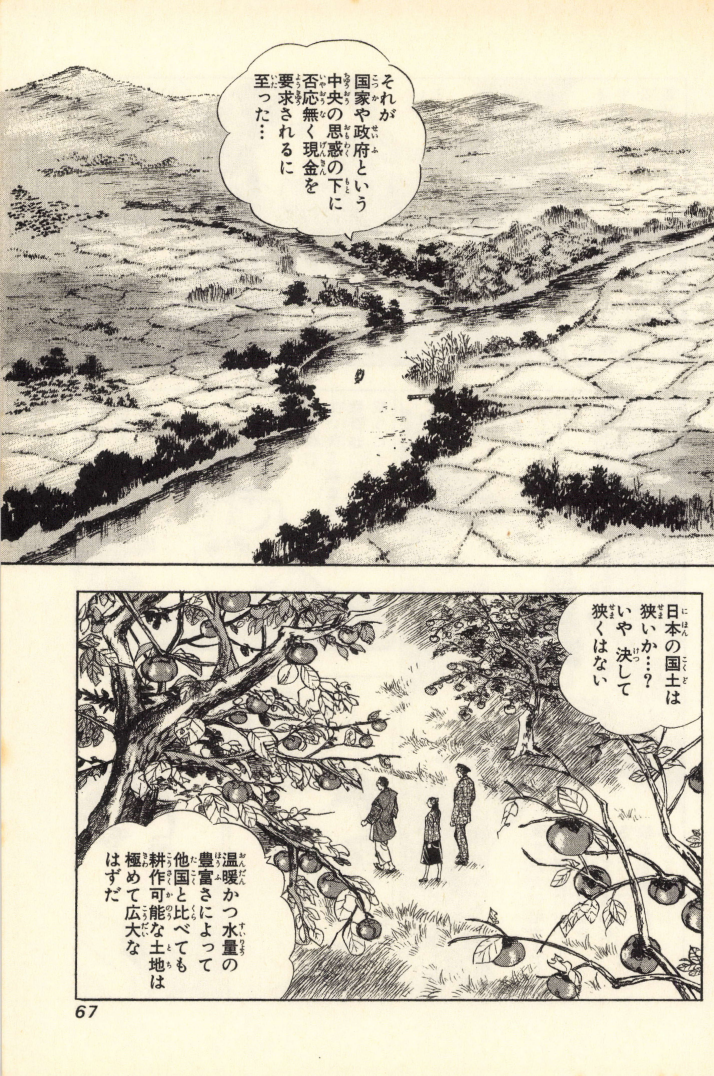 それが
国家や政府という
中央の思惑の下に
否応無く現金を
要求されるに
至った…
日本の国土は
狭いか…?
いや 決して
狭くはない
温暖かつ水量の
豊富さによって
他国と比べても
耕作可能な土地は
極めて広大な
はずだ
67